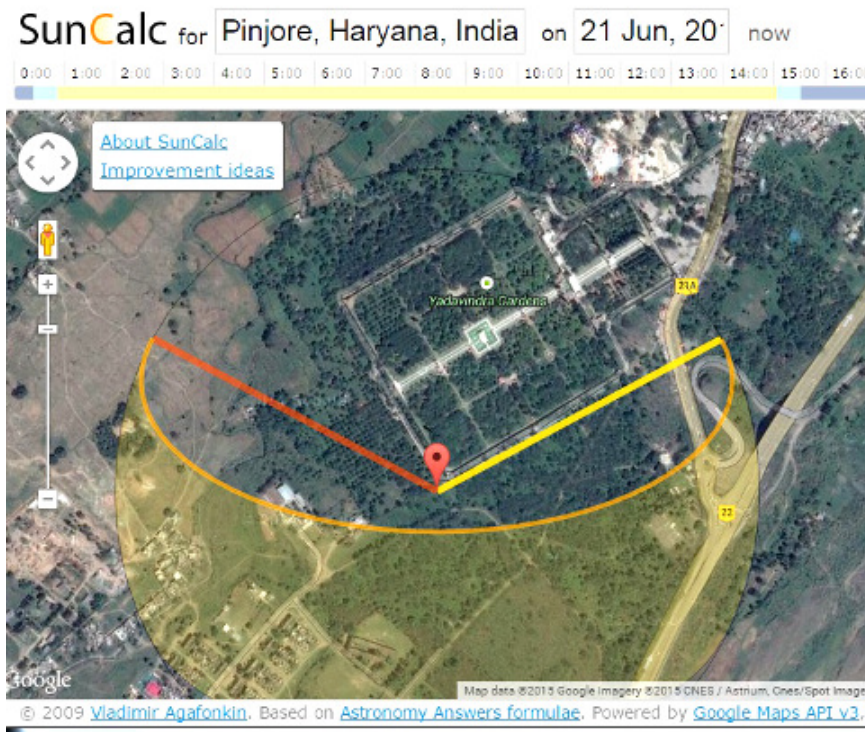 SunCalc for Pinjore, Haryana, India on 21 Jun, 201 now
0:00 1:00 2:00 3:00 4:00 5:00 6:00 7:00 8:00 9:00 10:00 11:00 12:00 13:00 14:00 15:00 16:0
About SunCalc
Improvement ideas
21A
Yadavindra Gardens
22
Google
Map data ©2015 Google Imagery ©2015 CNES / Astrium, Cnes/Spot Image
© 2009 Vladimir Agafonkin. Based on Astronomy Answers formulae. Powered by Google Maps API v3.